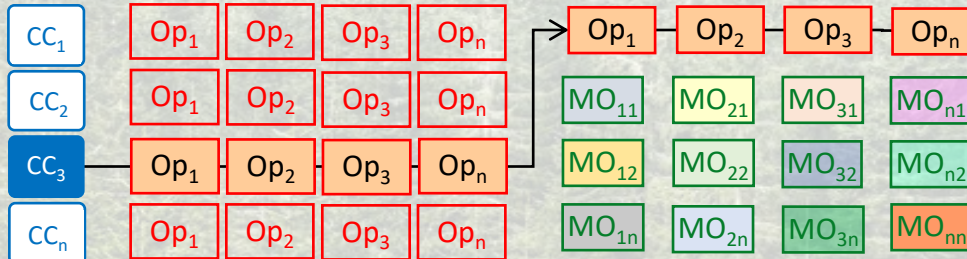 CC₁ Op₁ Op₂ Op₃ Opₙ Op₁ Op₂ Op₃ Opₙ
CC₂ Op₁ Op₂ Op₃ Opₙ MO₁₁ MO₂₁ MO₃₁ MOₙ₁
CC₃ Op₁ Op₂ Op₃ Opₙ MO₁₂ MO₂₂ MO₃₂ MOₙ₂
CCₙ Op₁ Op₂ Op₃ Opₙ MO₁ₙ MO₂ₙ MO₃ₙ MOₙₙ